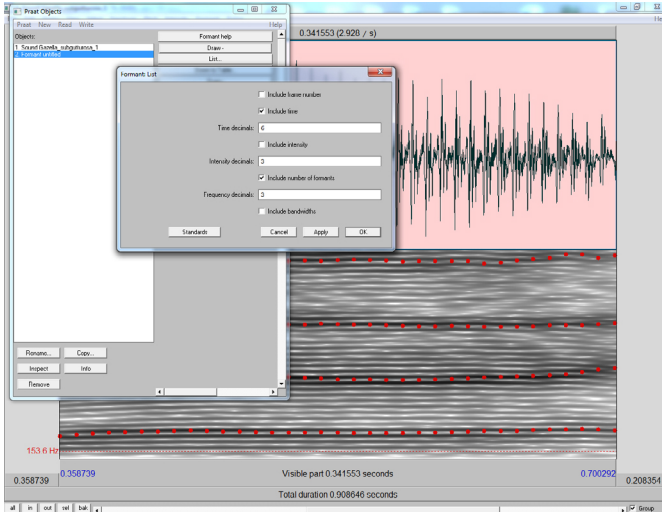 Praat Objects
Praat New Read Write Help
Objects:
1. Sound Gazella_subgutturosa_1
2. Formant untitled
Formant help
Draw -
List...
0.341553 (2.928 / s)
Formant: List
Include frame number
Include time
Time decimals: 6
Include intensity
Intensity decimals: 3
Include number of formants
Frequency decimals: 3
Include bandwidths
Standards Cancel Apply OK
Rename... Copy...
Inspect Info
Remove
153.6 Hz
0.358739 0.700292
0.358739 Visible part 0.341553 seconds 0.208354
Total duration 0.908646 seconds
all in out sel bak Group